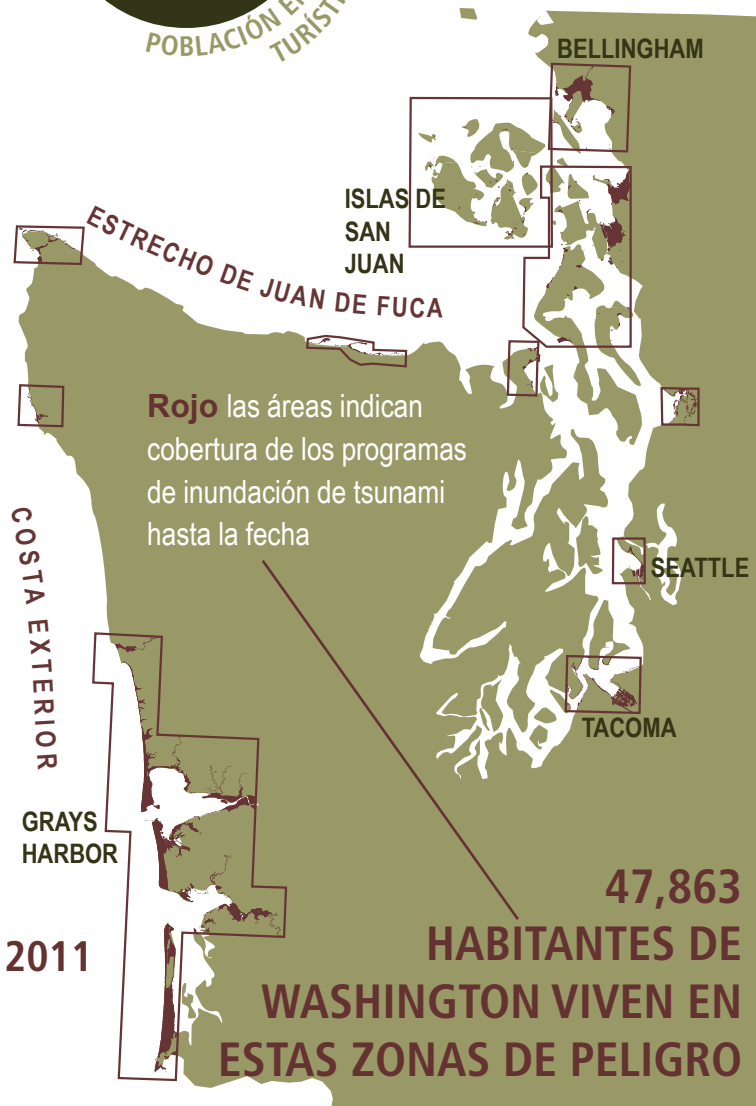 POBLACIÓN EN
BELLINGHAM
ISLAS DE
SAN
JUAN
ESTRECHO DE JUAN DE FUCA
Rojo las áreas indican
cobertura de los programas
de inundación de tsunami
hasta la fecha
COSTA EXTERIOR
SEATTLE
TACOMA
GRAYS
HARBOR
2011
47,863
HABITANTES DE
WASHINGTON VIVEN EN
ESTAS ZONAS DE PELIGRO